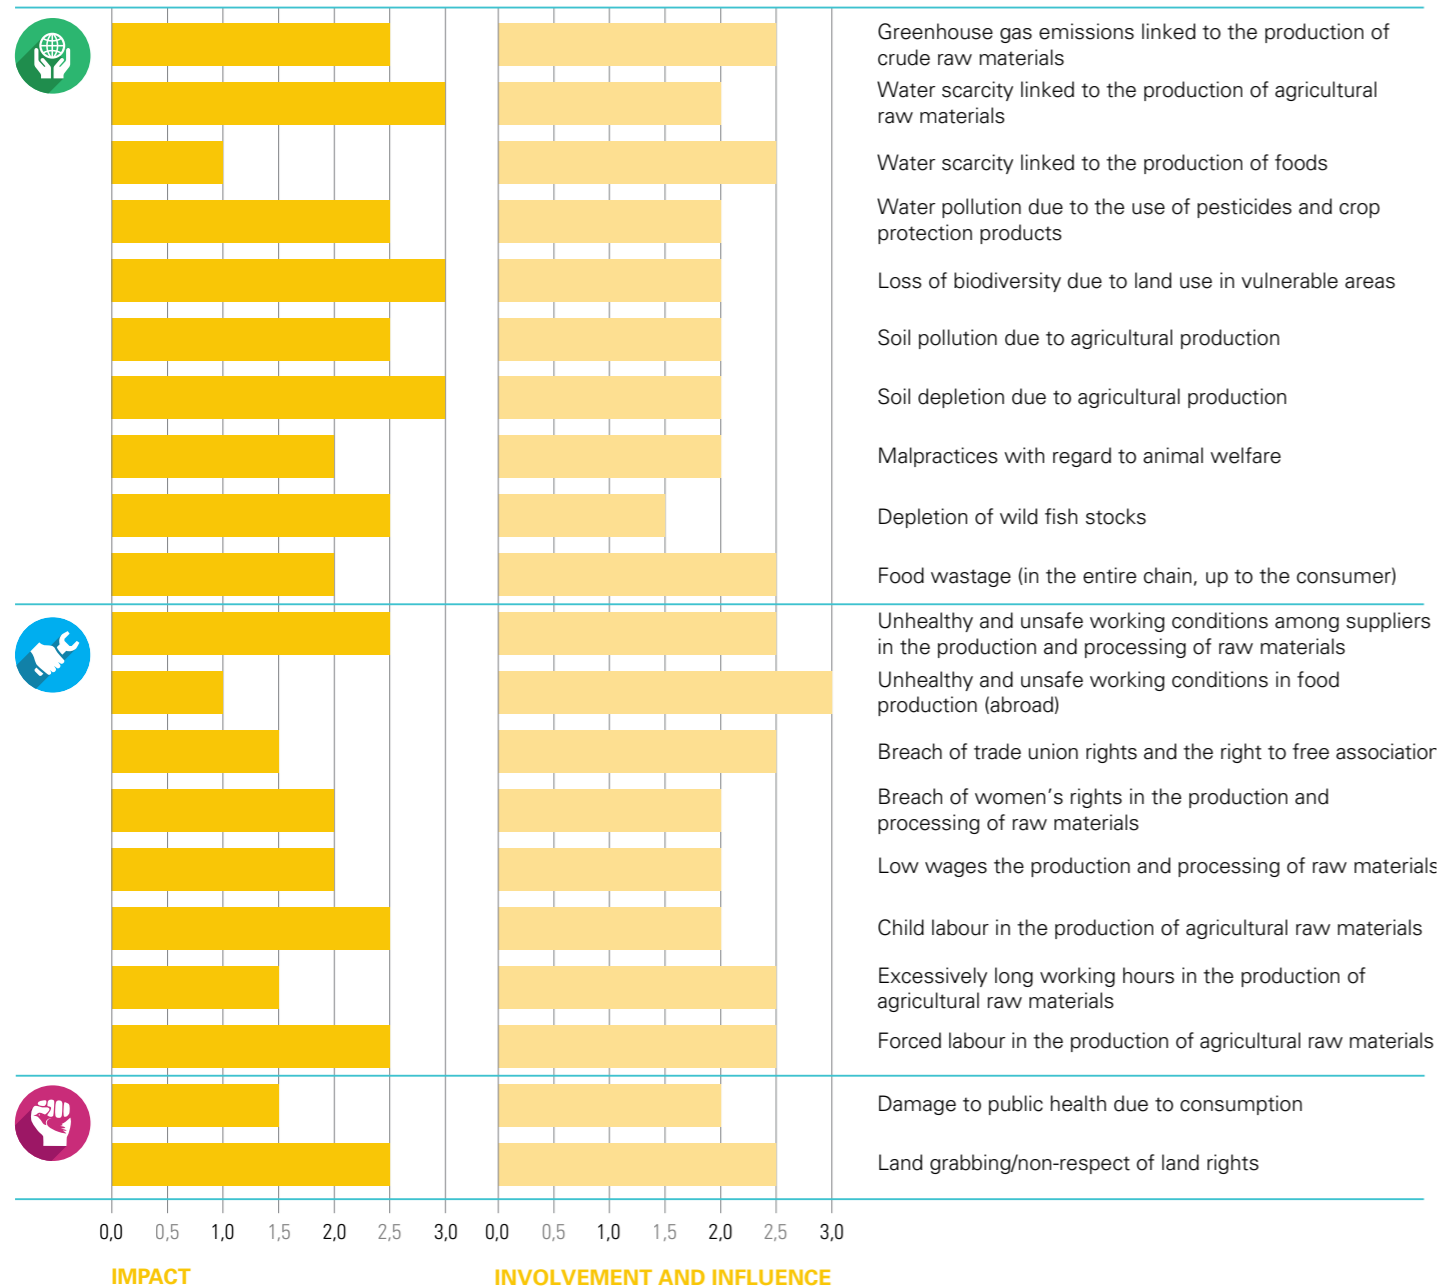 Greenhouse gas emissions linked to the production of
crude raw materials
Water scarcity linked to the production of agricultural
raw materials
Water scarcity linked to the production of foods
Water pollution due to the use of pesticides and crop
protection products
Loss of biodiversity due to land use in vulnerable areas
Soil pollution due to agricultural production
Soil depletion due to agricultural production
Malpractices with regard to animal welfare
Depletion of wild fish stocks
Food wastage (in the entire chain, up to the consumer)
Unhealthy and unsafe working conditions among suppliers
in the production and processing of raw materials
Unhealthy and unsafe working conditions in food
production (abroad)
Breach of trade union rights and the right to free association
Breach of women’s rights in the production and
processing of raw materials
Low wages the production and processing of raw materials
Child labour in the production of agricultural raw materials
Excessively long working hours in the production of
agricultural raw materials
Forced labour in the production of agricultural raw materials
Damage to public health due to consumption
Land grabbing/non-respect of land rights
0,0 0,5 1,0 1,5 2,0 2,5 3,0 0,0 0,5 1,0 1,5 2,0 2,5 3,0
IMPACT INVOLVEMENT AND INFLUENCE